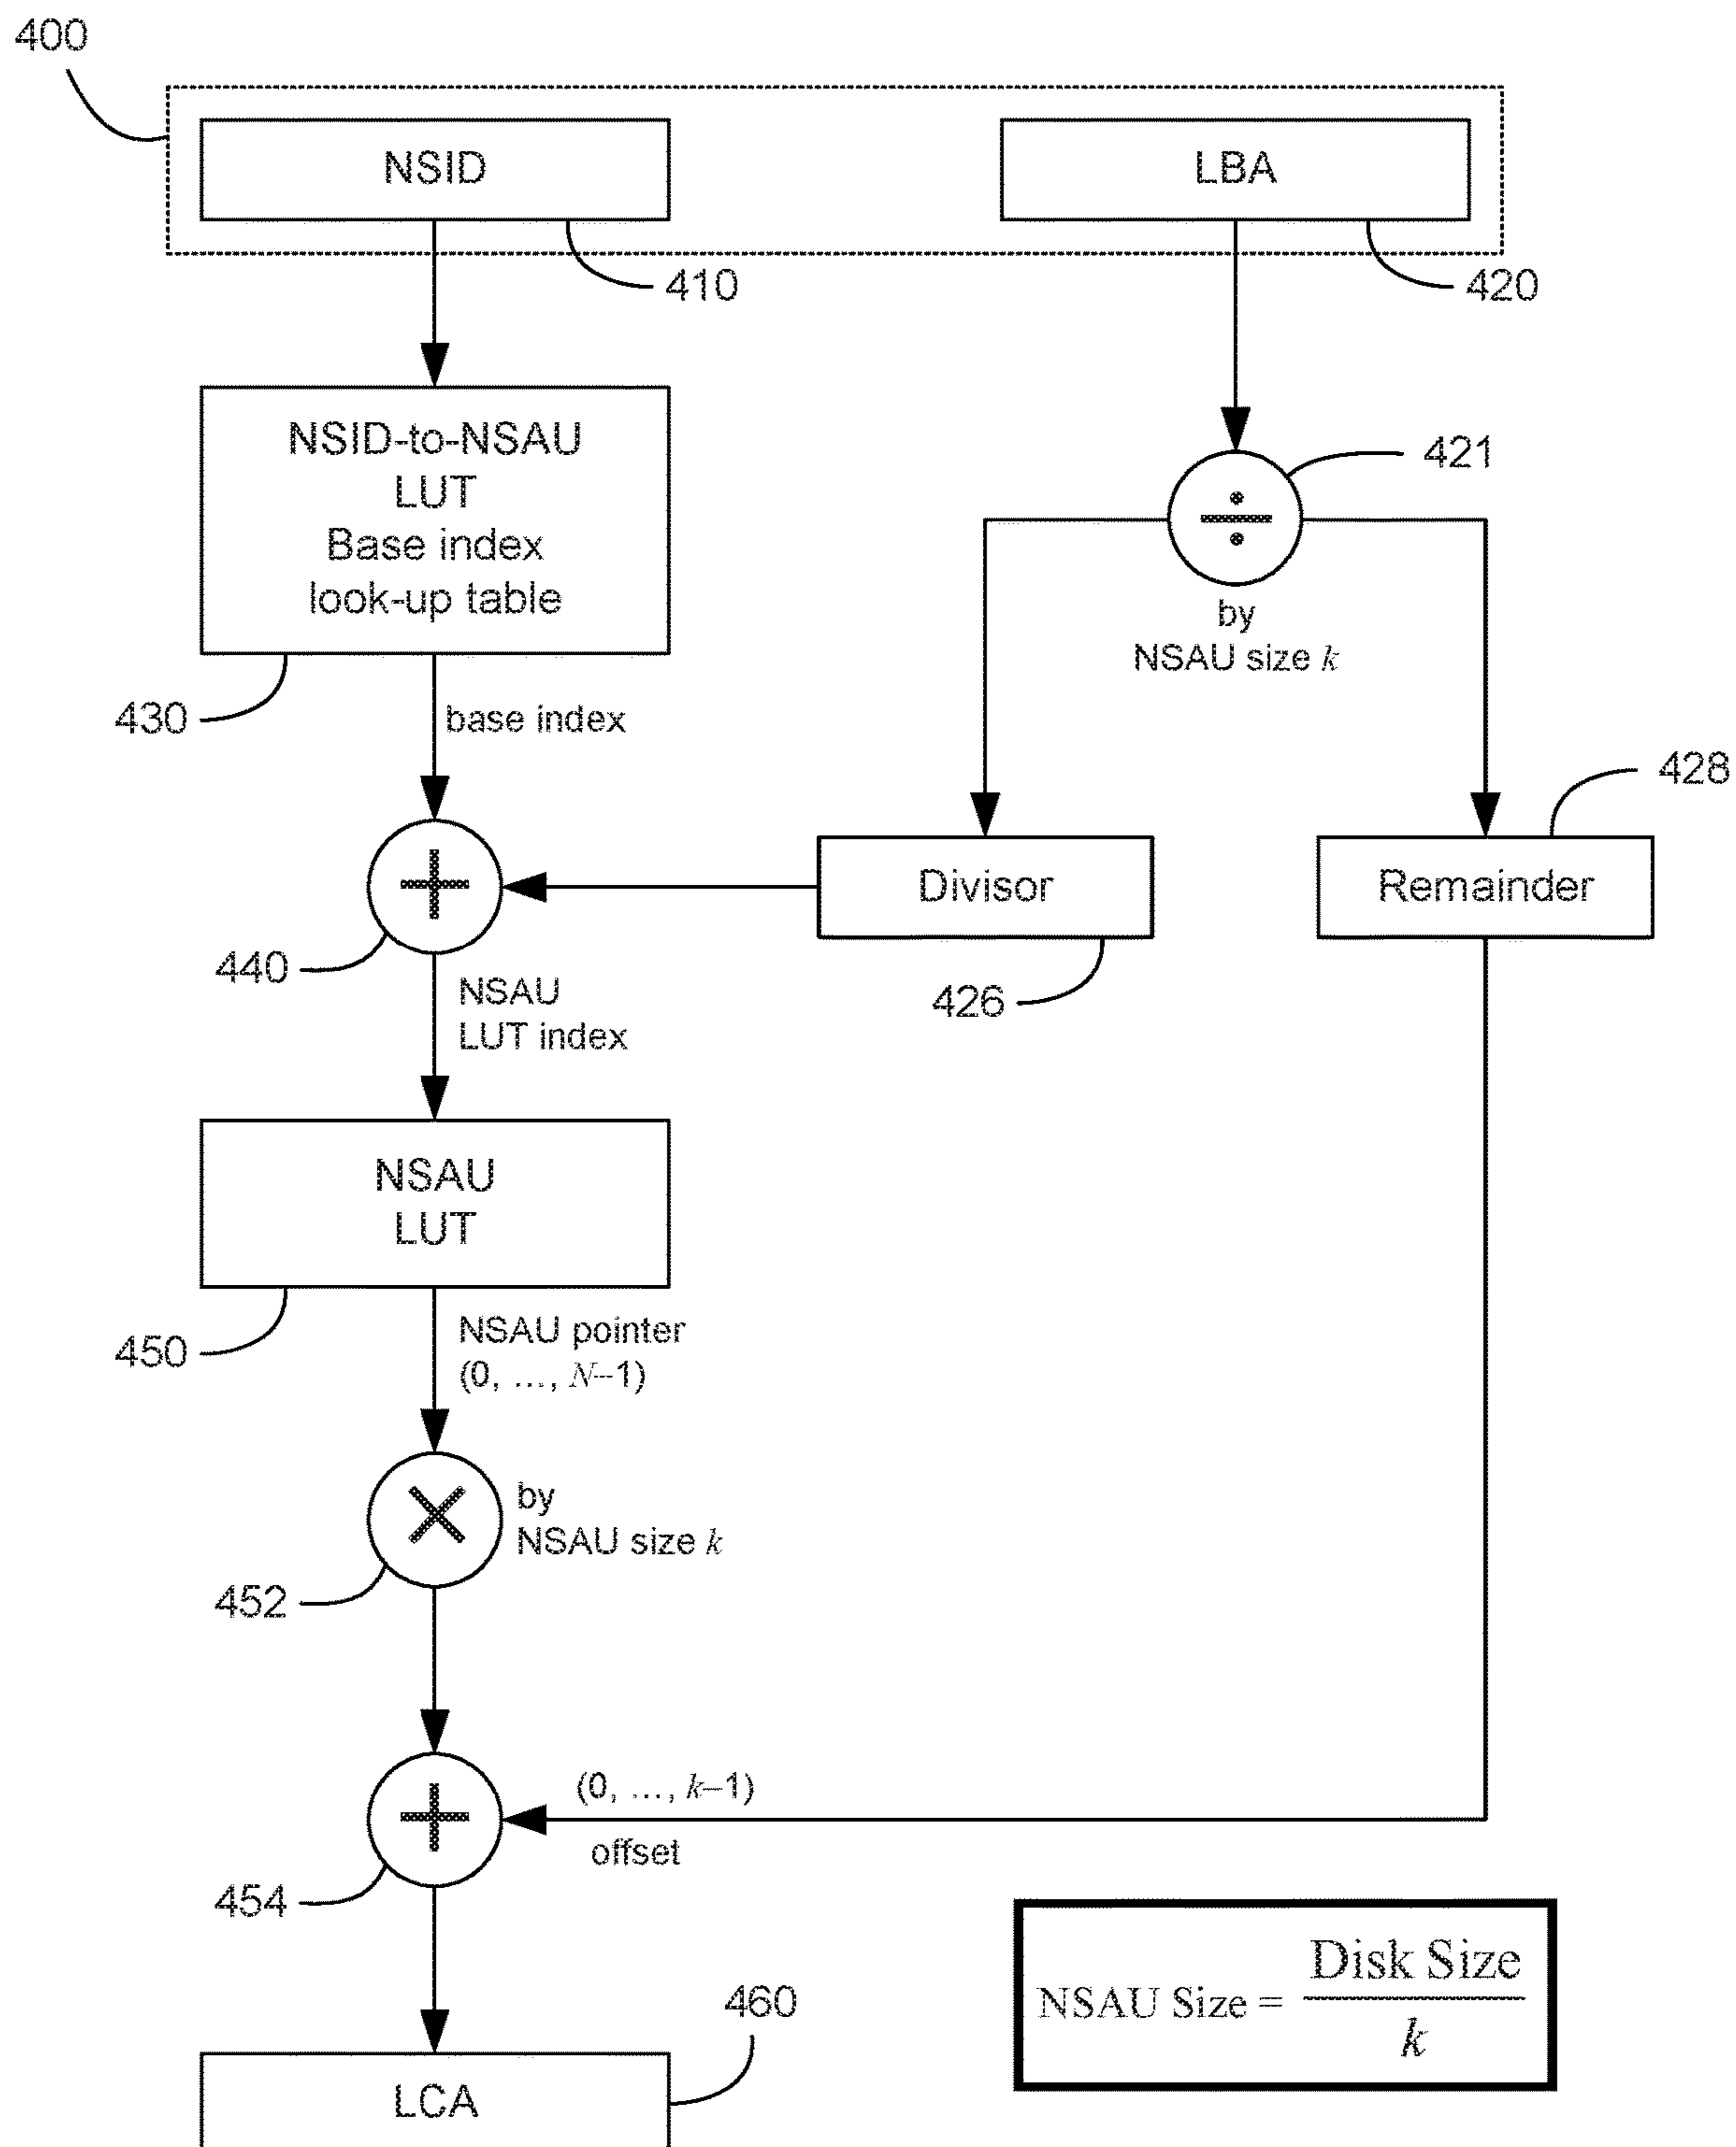 400
NSID
LBA
410
420
NSID-to-NSAU
LUT
Base index
look-up table
421
÷
by
NSAU size k
430
base index
428
+
Divisor
Remainder
440
426
NSAU
LUT index
NSAU
LUT
450
NSAU pointer
(0, ..., N--1)
×
by
NSAU size k
452
(0, ..., k–1)
+
offset
454
NSAU Size = Disk Size / k
460
LCA